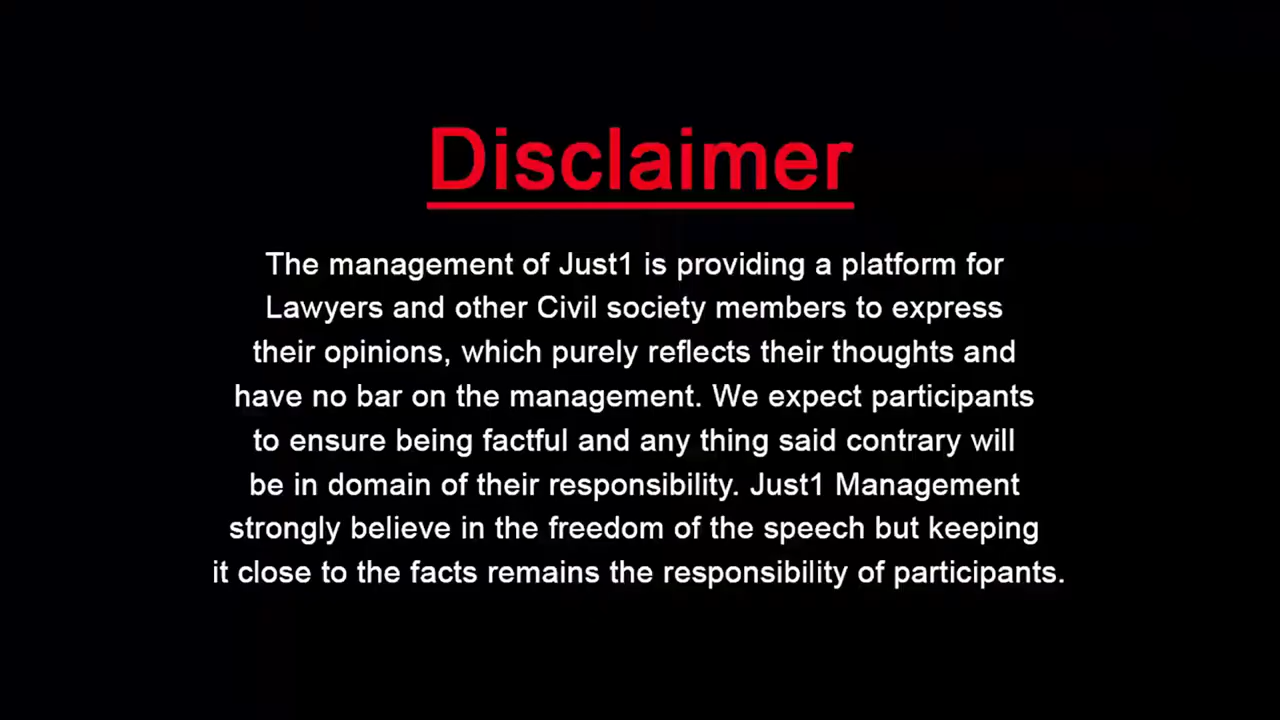 Disclaimer
The management of Just1 is providing a platform for
Lawyers and other Civil society members to express
their opinions, which purely reflects their thoughts and
have no bar on the management. We expect participants
to ensure being factful and any thing said contrary will
be in domain of their responsibility. Just1 Management
strongly believe in the freedom of the speech but keeping
it close to the facts remains the responsibility of participants.